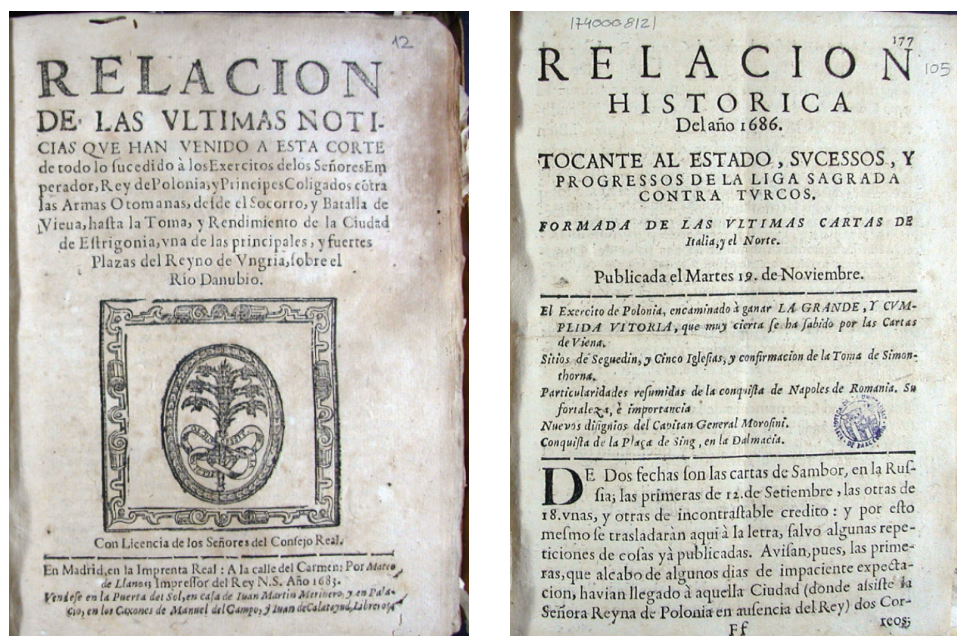 12
RELACION
DE LAS VLTIMAS NOTI-
CIAS QVE HAN VENIDO A ESTA CORTE
de todo lo ſucedido à los Exercitos de los Señores Em
perador, Rey de Polonia, y Principes Coligados cõtra
las Armas Otomanas, deſde el Socorro, y Batalla de
Viena, haſta la Toma, y Rendimiento de la Ciudad
de Eſtrigonia, vna de las principales, y fuertes
Plazas del Reyno de Vngria, ſobre el
Rio Danubio.
Con Licencia de los Señores del Conſejo Real.
En Madrid, en la Imprenta Real: A la calle del Carmen: Por Mateo
de Llanos, Impreſſor del Rey N.S. Año 1683.
Vendeſe en la Puerta del Sol, en caſa de Iuan Martin Merinero, y en Pala-
cio, en los Caxones de Manuel del Campo, y Iuan de Calatayud, Libreros
174000812
177
105
RELACION
HISTORICA
Del año 1686.
TOCANTE AL ESTADO, SVCESSOS, Y
PROGRESSOS DE LA LIGA SAGRADA
CONTRA TVRCOS.
FORMADA DE LAS VLTIMAS CARTAS DE
Italia, y el Norte.
Publicada el Martes 19. de Noviembre.
El Exercito de Polonia, encaminado à ganar LA GRANDE, Y CVM-
PLIDA VITORIA, que muy cierta ſe ha ſabido por las Cartas
de Viena.
Sitios de Seguedin, y Cinco Igleſias, y confirmacion de la Toma de Simon-
thorna.
Particularidades reſumidas de la conquiſta de Napoles de Romania. Su
fortaleza, è importancia
Nuevos diſignios del Capitan General Moroſini.
Conquiſta de la Plaça de Sing, en la Dalmacia.
DE Dos fechas ſon las cartas de Sambor, en la Ruſ-
ſia; las primeras de 12. de Setiembre, las otras de
18. vnas, y otras de incontraſtable credito: y por eſto
meſmo ſe trasladaràn aqui à la letra, ſalvo algunas repe-
ticiones de coſas yà publicadas. Aviſan, pues, las prime-
ras, que al cabo de algunos dias de impaciente expecta-
cion, havian llegado à aquella Ciudad (donde aſsiſte la
Señora Reyna de Polonia en auſencia del Rey) dos Cor-
Ff
reos;